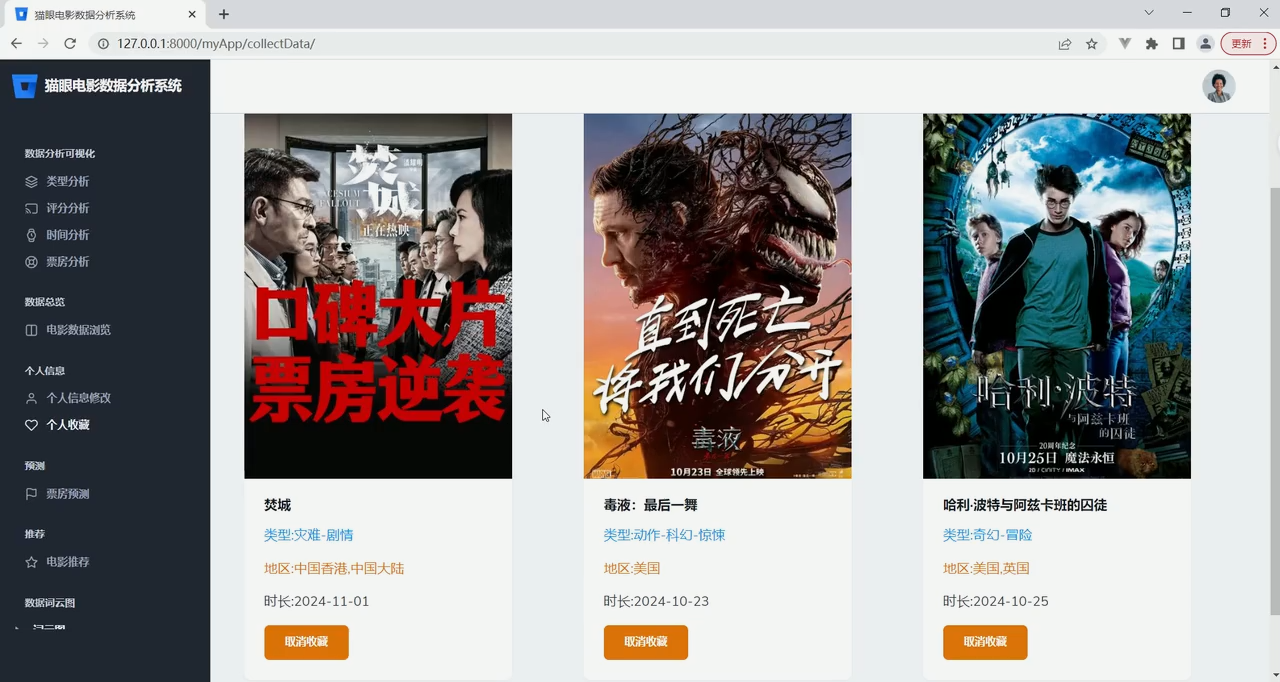 猫眼电影数据分析系统
127.0.0.1:8000/myApp/collectData/
更新
猫眼电影数据分析系统
数据分析可视化
类型分析
评分分析
时间分析
票房分析
数据总览
电影数据浏览
个人信息
个人信息修改
个人收藏
预测
票房预测
推荐
电影推荐
数据词云图
焚城
CESIUM FALLOUT
正在热映
口碑大片
票房逆袭
焚城
类型:灾难-剧情
地区:中国香港,中国大陆
时长:2024-11-01
取消收藏
直到死亡
将我们分开
毒液
10月23日 全球领先上映
毒液：最后一舞
类型:动作-科幻-惊悚
地区:美国
时长:2024-10-23
取消收藏
哈利·波特
与阿兹卡班
的囚徒
20周年纪念
10月25日 魔法永恒
哈利·波特与阿兹卡班的囚徒
类型:奇幻-冒险
地区:美国,英国
时长:2024-10-25
取消收藏